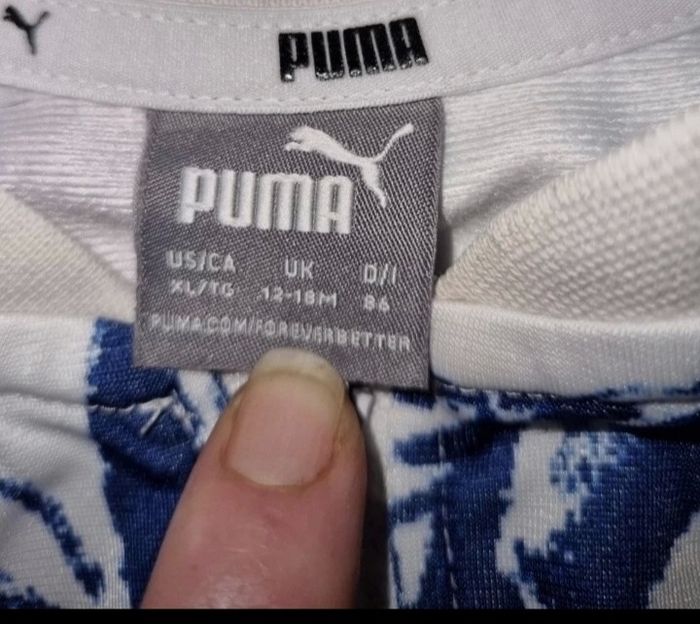 PUMA
PUMA
US/CA UK D/I
XL/TG 12-18M 86
PUMA.COM/FOREVERBETTER